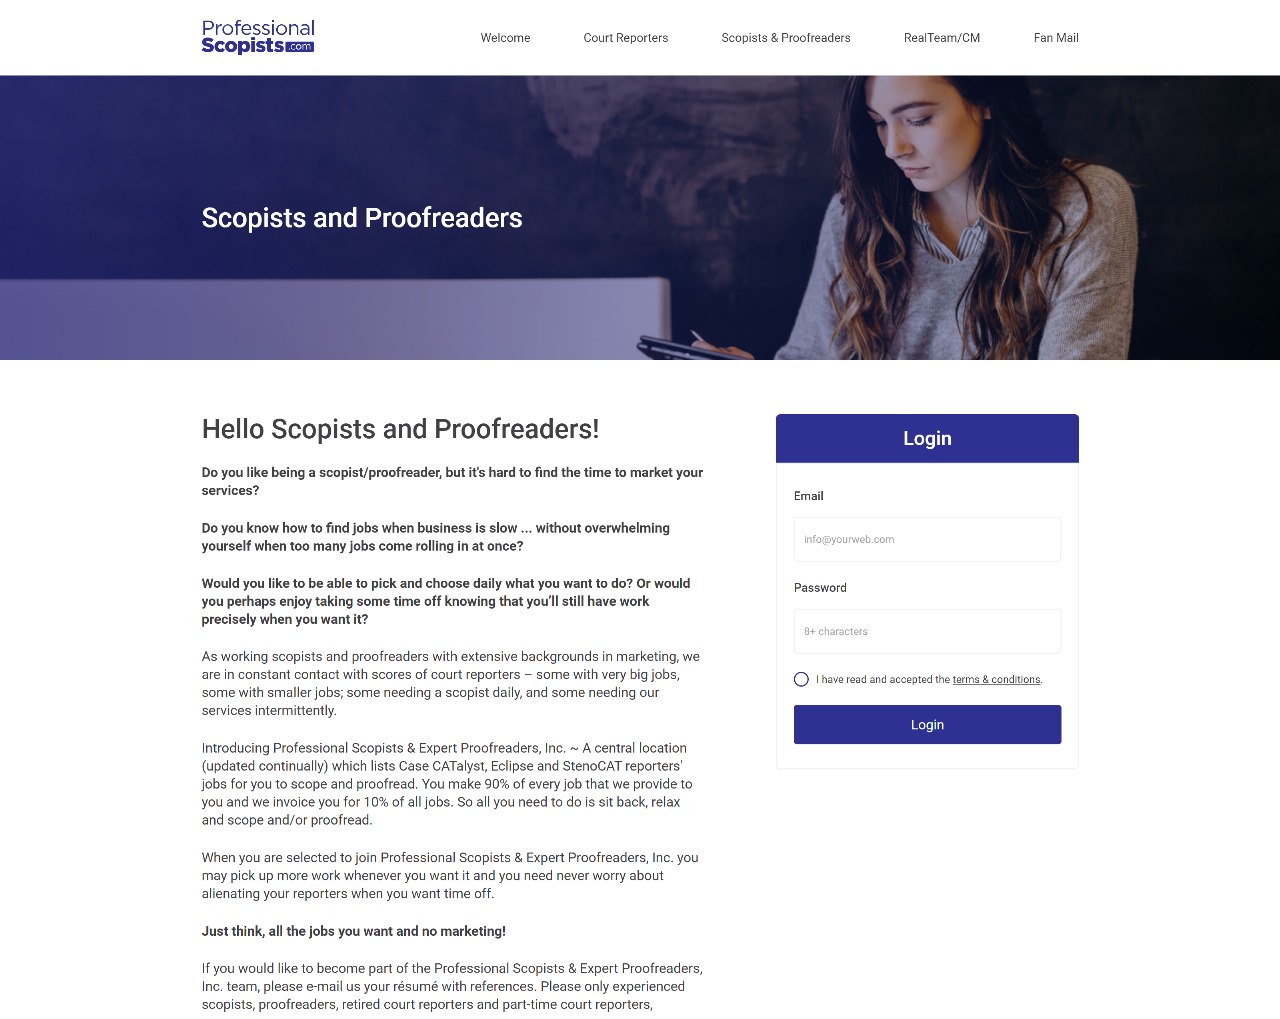 Professional
Scopists.com
Welcome
Court Reporters
Scopists & Proofreaders
RealTeam/CM
Fan Mail
Scopists and Proofreaders
Hello Scopists and Proofreaders!
Do you like being a scopist/proofreader, but it's hard to find the time to market your
services?
Do you know how to find jobs when business is slow ... without overwhelming
yourself when too many jobs come rolling in at once?
Would you like to be able to pick and choose daily what you want to do? Or would
you perhaps enjoy taking some time off knowing that you’ll still have work
precisely when you want it?
As working scopists and proofreaders with extensive backgrounds in marketing, we
are in constant contact with scores of court reporters – some with very big jobs,
some with smaller jobs; some needing a scopist daily, and some needing our
services intermittently.
Introducing Professional Scopists & Expert Proofreaders, Inc. ~ A central location
(updated continually) which lists Case CATalyst, Eclipse and StenoCAT reporters'
jobs for you to scope and proofread. You make 90% of every job that we provide to
you and we invoice you for 10% of all jobs. So all you need to do is sit back, relax
and scope and/or proofread.
When you are selected to join Professional Scopists & Expert Proofreaders, Inc. you
may pick up more work whenever you want it and you need never worry about
alienating your reporters when you want time off.
Just think, all the jobs you want and no marketing!
If you would like to become part of the Professional Scopists & Expert Proofreaders,
Inc. team, please e-mail us your résumé with references. Please only experienced
scopists, proofreaders, retired court reporters and part-time court reporters,
Login
Email
info@yourweb.com
Password
8+ characters
I have read and accepted the terms & conditions.
Login